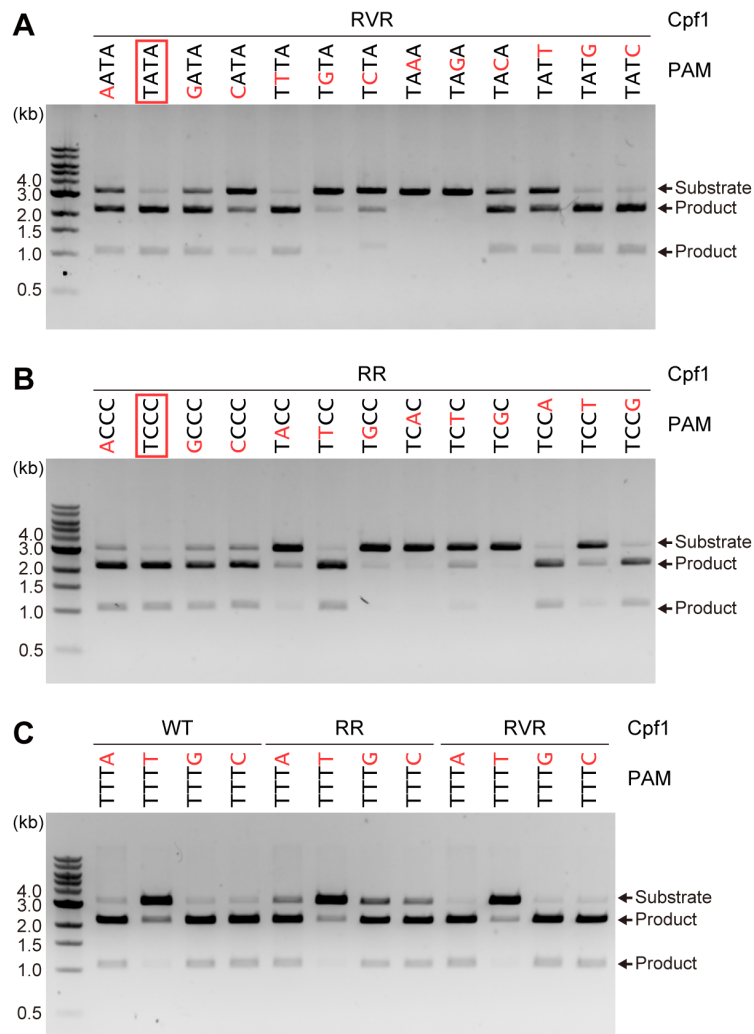 A
RVR Cpf1
AATA TATA GATA CATA TTTA TGTA TCTA TAAA TAGA TACA TATT TATG TATC PAM
(kb)
4.0
3.0 Substrate
2.0 Product
1.5
1.0 Product
0.5
B
RR Cpf1
ACCC TCCC GCCC CCCC TACC TTCC TGCC TCAC TCTC TCGC TCCA TCCT TCCG PAM
(kb)
4.0
3.0 Substrate
2.0 Product
1.5
1.0 Product
0.5
C
WT RR RVR Cpf1
TTTA TTTT TTTG TTTC TTTA TTTT TTTG TTTC TTTA TTTT TTTG TTTC PAM
(kb)
4.0
3.0 Substrate
2.0 Product
1.5
1.0 Product
0.5